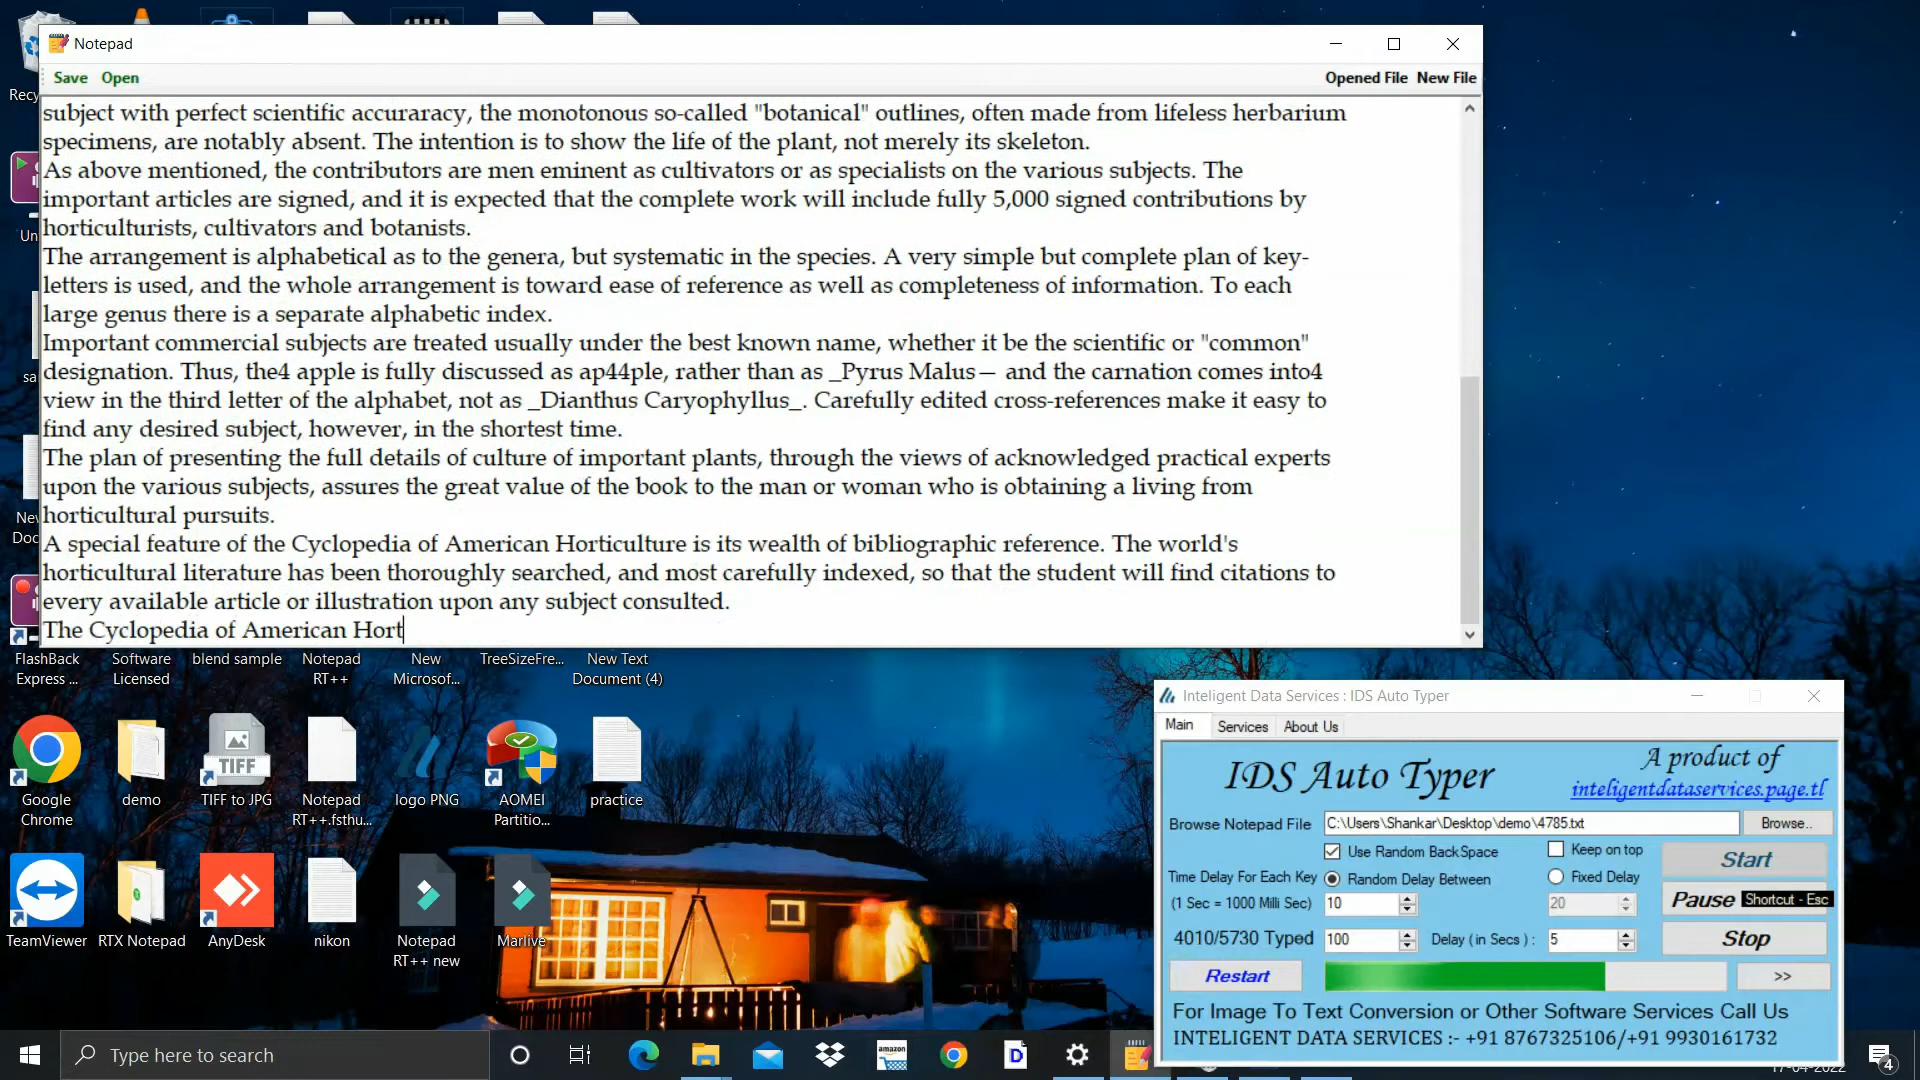 Notepad
Save Open Opened File New File
subject with perfect scientific accuraracy, the monotonous so-called "botanical" outlines, often made from lifeless herbarium
specimens, are notably absent. The intention is to show the life of the plant, not merely its skeleton.
As above mentioned, the contributors are men eminent as cultivators or as specialists on the various subjects. The
important articles are signed, and it is expected that the complete work will include fully 5,000 signed contributions by
horticulturists, cultivators and botanists.
The arrangement is alphabetical as to the genera, but systematic in the species. A very simple but complete plan of key-
letters is used, and the whole arrangement is toward ease of reference as well as completeness of information. To each
large genus there is a separate alphabetic index.
Important commercial subjects are treated usually under the best known name, whether it be the scientific or "common"
designation. Thus, the4 apple is fully discussed as ap44ple, rather than as _Pyrus Malus— and the carnation comes into4
view in the third letter of the alphabet, not as _Dianthus Caryophyllus_. Carefully edited cross-references make it easy to
find any desired subject, however, in the shortest time.
The plan of presenting the full details of culture of important plants, through the views of acknowledged practical experts
upon the various subjects, assures the great value of the book to the man or woman who is obtaining a living from
horticultural pursuits.
A special feature of the Cyclopedia of American Horticulture is its wealth of bibliographic reference. The world's
horticultural literature has been thoroughly searched, and most carefully indexed, so that the student will find citations to
every available article or illustration upon any subject consulted.
The Cyclopedia of American Hort
Recy
Un
sa
New
Doc
FlashBack
Express ...
Software
Licensed
blend sample
Notepad
RT++
New
Microsof...
TreeSizeFre...
New Text
Document (4)
Google
Chrome
demo
TIFF
TIFF to JPG
Notepad
RT++.fsthu...
logo PNG
AOMEI
Partitio...
practice
TeamViewer
RTX Notepad
AnyDesk
nikon
Notepad
RT++ new
Marlive
Inteligent Data Services : IDS Auto Typer
Main Services About Us
IDS Auto Typer
A product of
inteligentdataservices.page.tl
Browse Notepad File C:\Users\Shankar\Desktop\demo\4785.txt Browse..
Use Random BackSpace Keep on top Start
Time Delay For Each Key Random Delay Between Fixed Delay
(1 Sec = 1000 Milli Sec) 10 20 Pause Shortcut - Esc
4010/5730 Typed 100 Delay (in Secs) : 5 Stop
Restart >>
For Image To Text Conversion or Other Software Services Call Us
INTELIGENT DATA SERVICES :- +91 8767325106/+91 9930161732
Type here to search
amazon
D
4
17-04-2022